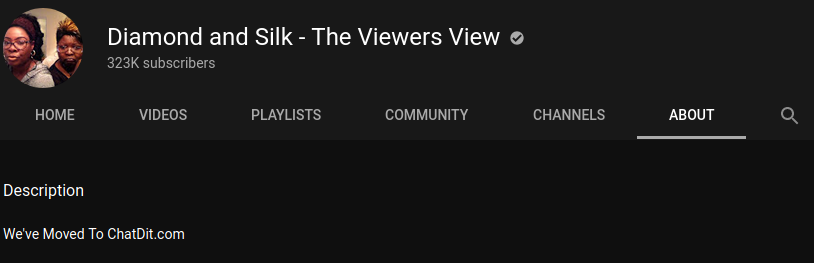 Diamond and Silk - The Viewers View
323K subscribers
HOME VIDEOS PLAYLISTS COMMUNITY CHANNELS ABOUT
Description
We've Moved To ChatDit.com